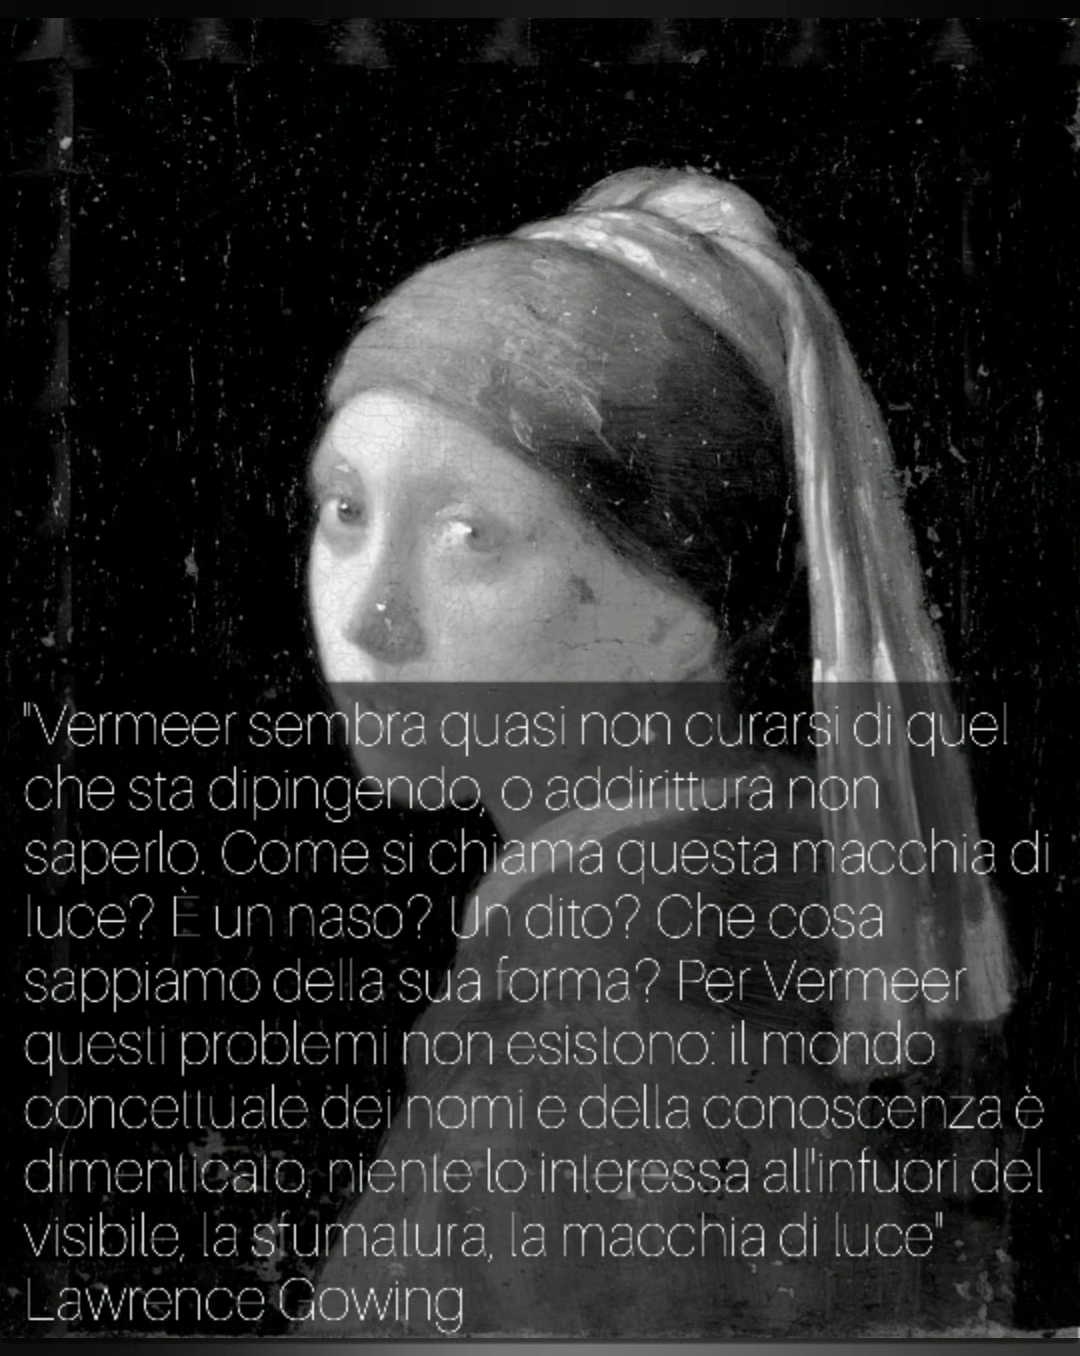 "Vermeer sembra quasi non curarsi di quel
che sta dipingendo, o addirittura non
saperlo. Come si chiama questa macchia di
luce? È un naso? Un dito? Che cosa
sappiamo della sua forma? Per Vermeer
questi problemi non esistono: il mondo
concettuale dei nomi e della conoscenza è
dimenticato, niente lo interessa all'infuori del
visibile, la sfumatura, la macchia di luce"
Lawrence Gowing